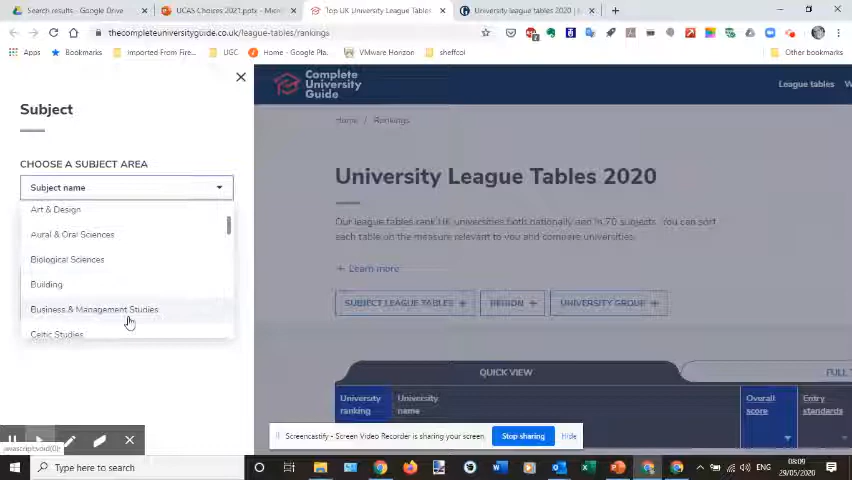 Search results - Google Drive
UCAS Choices 2021.pptx - Micro
Top UK University League Tables
University league tables 2020 |
thecompleteuniversityguide.co.uk/league-tables/rankings
Apps
Imported From Fire...
UGC
Home - Google Pla...
VMware Horizon
sheffcol
Other bookmarks
Subject
CHOOSE A SUBJECT AREA
Subject name
Art & Design
Aural & Oral Sciences
Biological Sciences
Building
Business & Management Studies
Celtic Studies
Complete
University
Guide
League tables
W
Home / Rankings
University League Tables 2020
Our league tables rank UK universities both nationally and in 70 subjects. You can sort
each table on the measure relevant to you and compare universities.
+ Learn more
SUBJECT LEAGUE TABLES +
REGION +
UNIVERSITY GROUP +
QUICK VIEW
FULL T
University
ranking
University
name
Overall
score
Entry
standards
Screencastify - Screen Video Recorder is sharing your screen.
Stop sharing
Hide
javascript:void(0)
Type here to search
ENG
08:09
29/05/2020